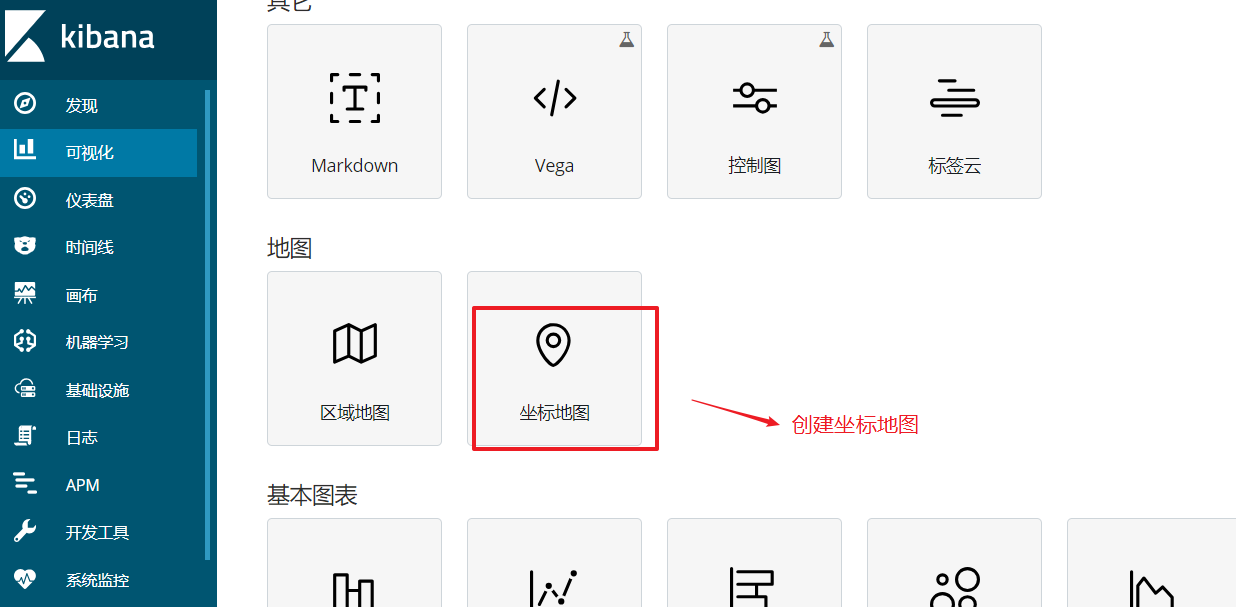 kibana
发现
可视化
仪表盘
时间线
画布
机器学习
基础设施
日志
APM
开发工具
系统监控
其它
Markdown
Vega
控制图
标签云
地图
区域地图
坐标地图
创建坐标地图
基本图表